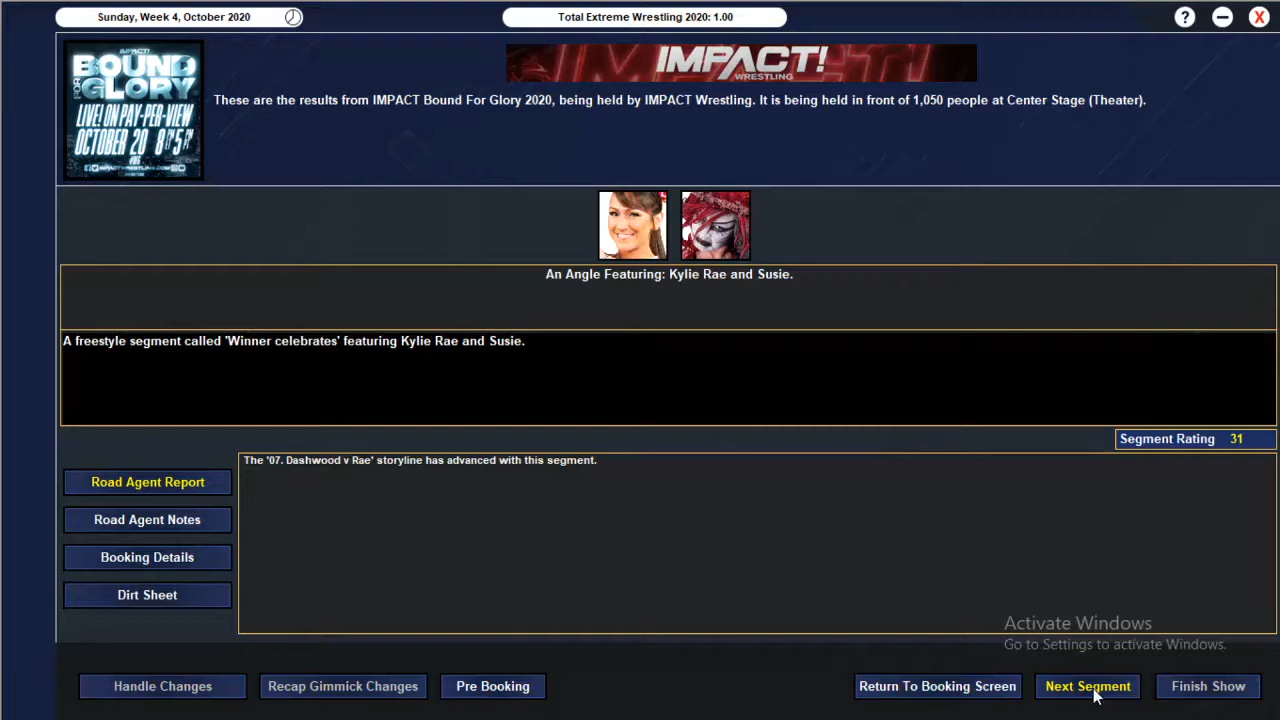 Sunday, Week 4, October 2020
Total Extreme Wrestling 2020: 1.00
?
X
IMPACT!
BOUND
FOR
GLORY
LIVE! ON PAY-PER-VIEW
OCTOBER 20 8 ET 5 PT
IMPACT!
WRESTLING
These are the results from IMPACT Bound For Glory 2020, being held by IMPACT Wrestling. It is being held in front of 1,050 people at Center Stage (Theater).
An Angle Featuring: Kylie Rae and Susie.
A freestyle segment called 'Winner celebrates' featuring Kylie Rae and Susie.
Segment Rating 31
The '07. Dashwood v Rae' storyline has advanced with this segment.
Road Agent Report
Road Agent Notes
Booking Details
Dirt Sheet
Activate Windows
Go to Settings to activate Windows.
Handle Changes
Recap Gimmick Changes
Pre Booking
Return To Booking Screen
Next Segment
Finish Show